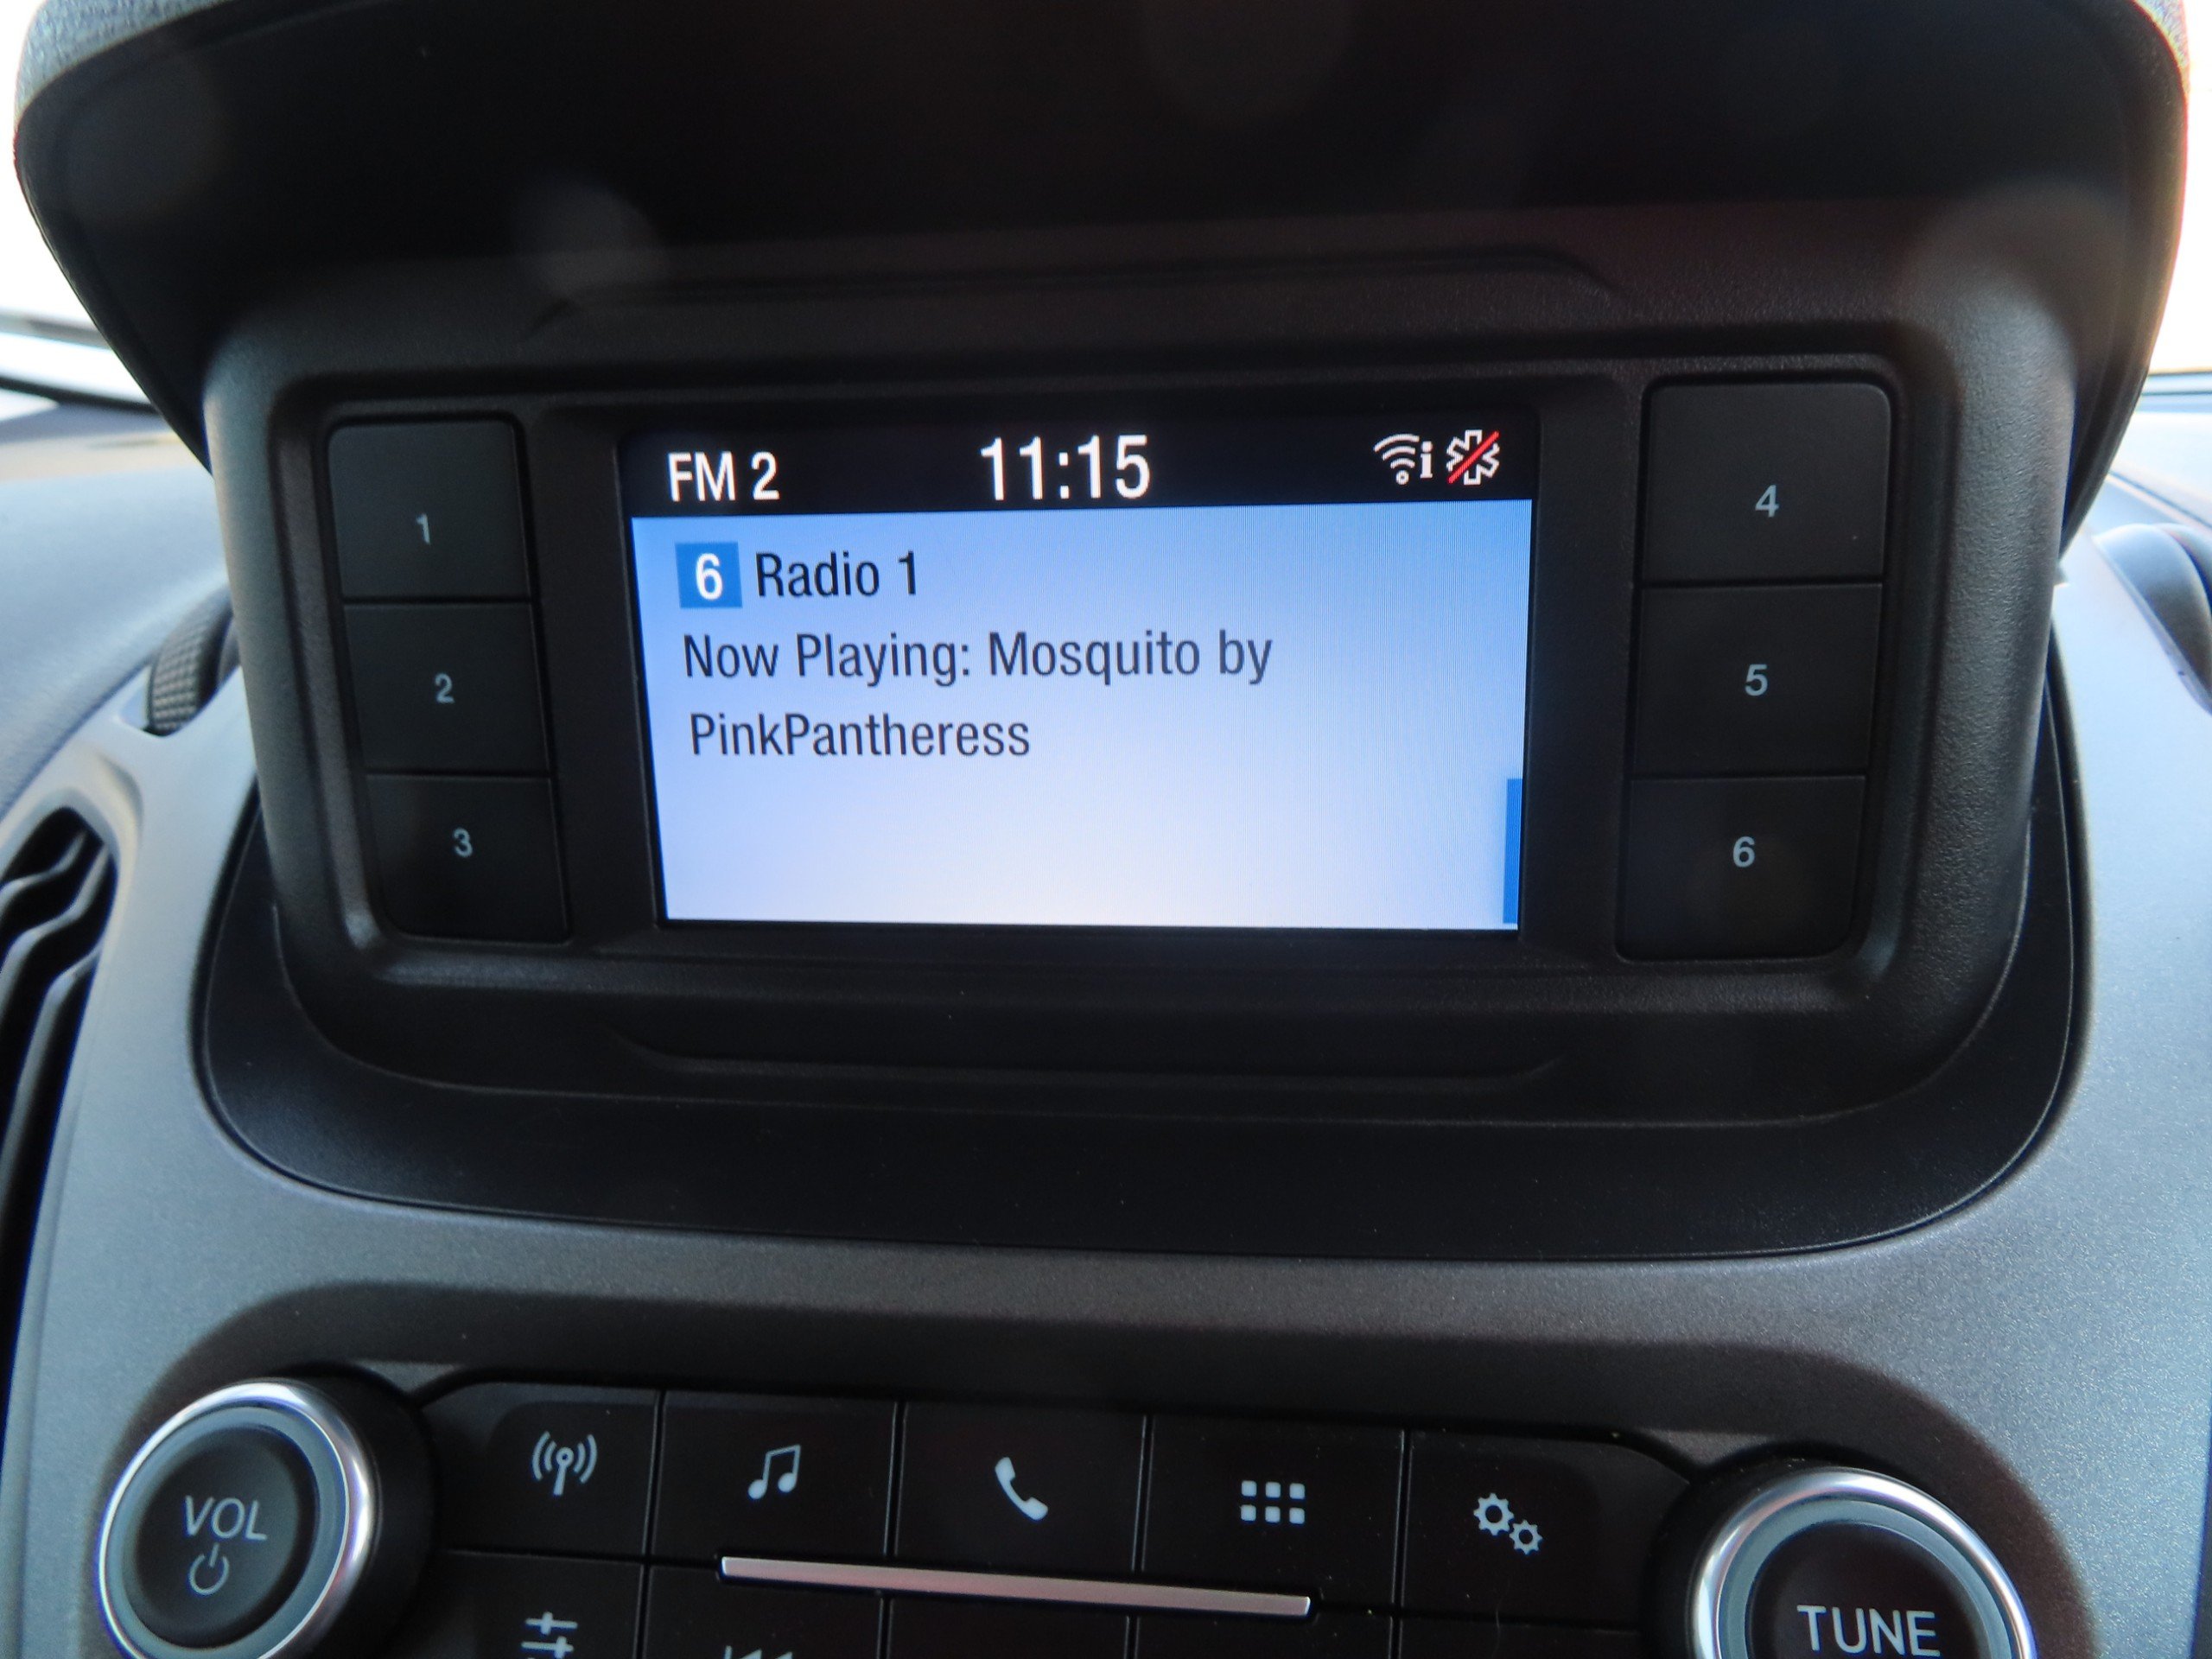 FM 2 11:15 i
6 Radio 1
Now Playing: Mosquito by
PinkPantheress
1
2
3
4
5
6
VOL
TUNE